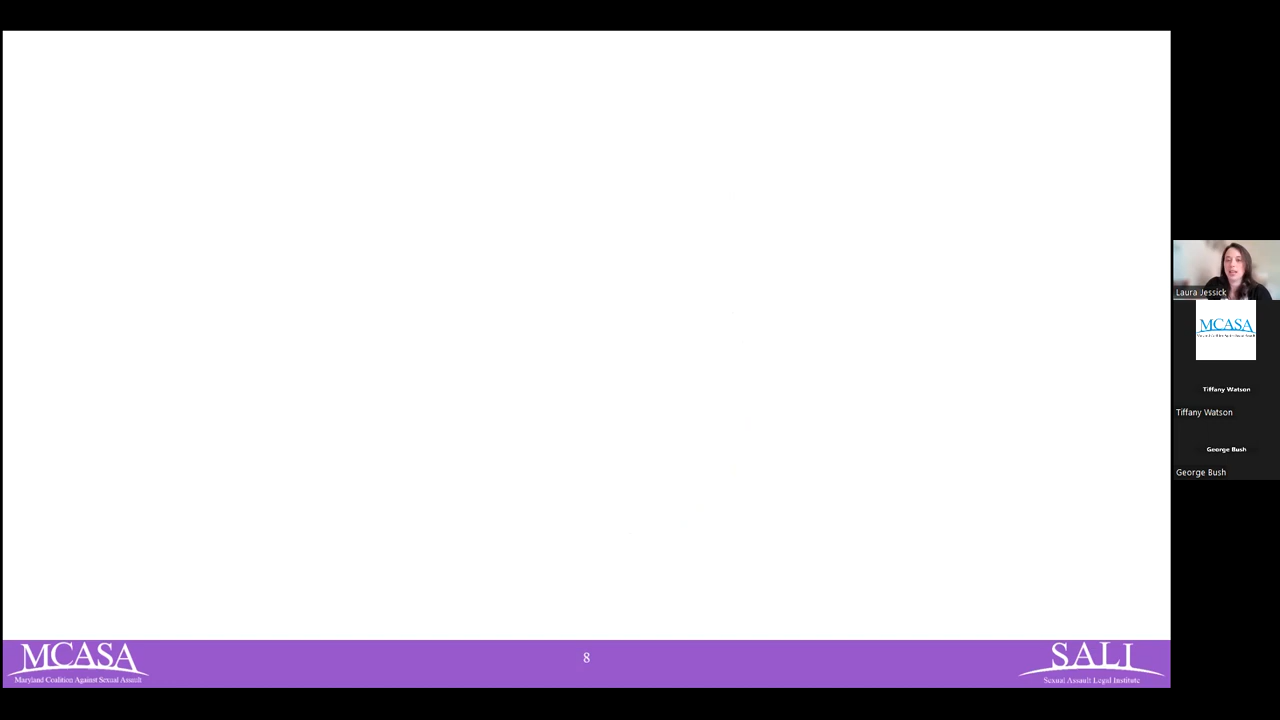 Laura Jessick
MCASA
Tiffany Watson
Tiffany Watson
George Bush
George Bush
MCASA
Maryland Coalition Against Sexual Assault
8
SALI
Sexual Assault Legal Institute